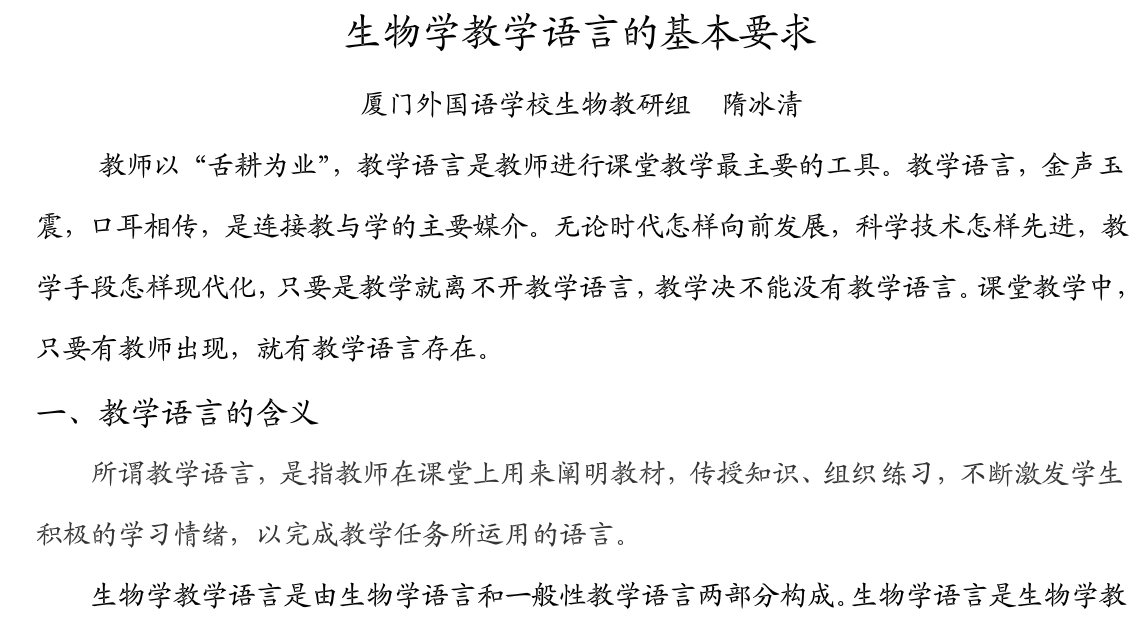 生物学教学语言的基本要求
厦门外国语学校生物教研组 隋冰清
教师以“舌耕为业”，教学语言是教师进行课堂教学最主要的工具。教学语言，金声玉
震，口耳相传，是连接教与学的主要媒介。无论时代怎样向前发展，科学技术怎样先进，教
学手段怎样现代化，只要是教学就离不开教学语言，教学决不能没有教学语言。课堂教学中，
只要有教师出现，就有教学语言存在。
一、教学语言的含义
所谓教学语言，是指教师在课堂上用来阐明教材，传授知识、组织练习，不断激发学生
积极的学习情绪，以完成教学任务所运用的语言。
生物学教学语言是由生物学语言和一般性教学语言两部分构成。生物学语言是生物学教